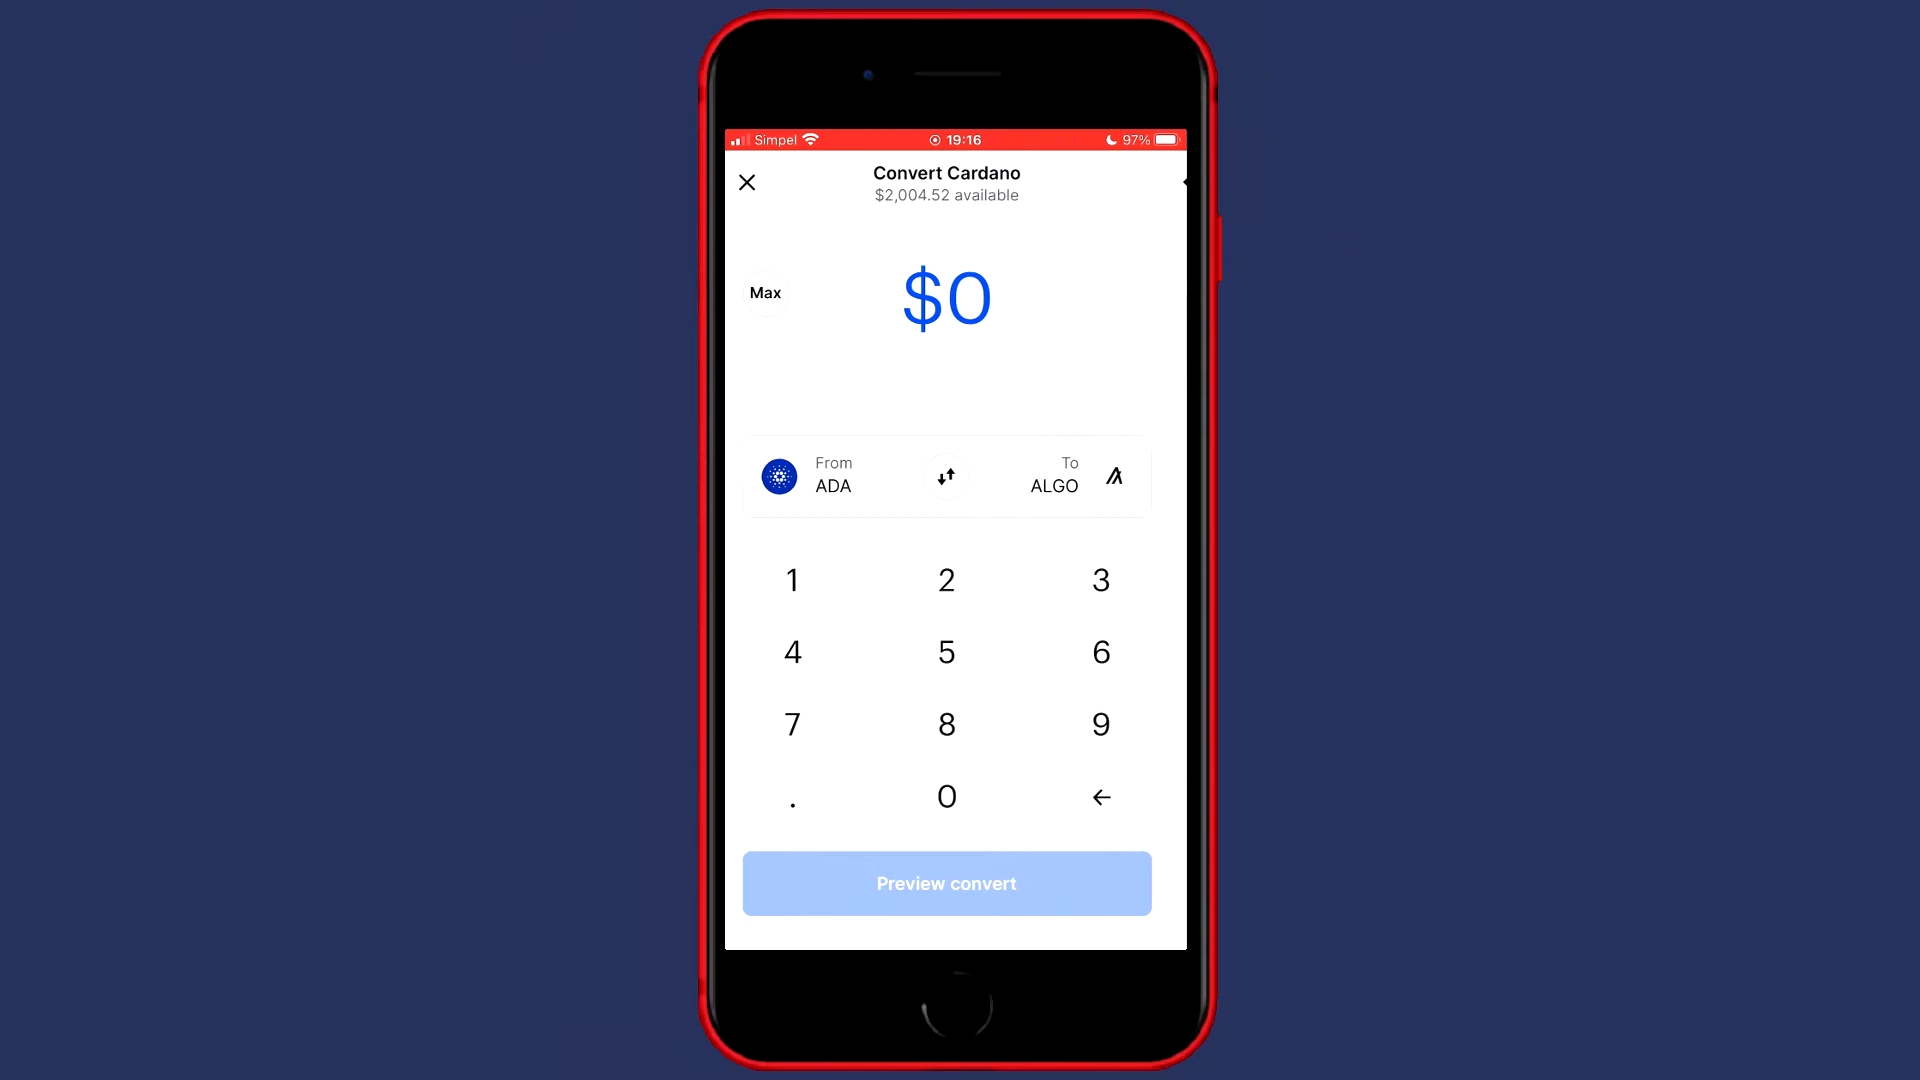 Simpel 19:16 97%
Convert Cardano
$2,004.52 available
Max
$0
From To
ADA ALGO
1 2 3
4 5 6
7 8 9
. 0
Preview convert